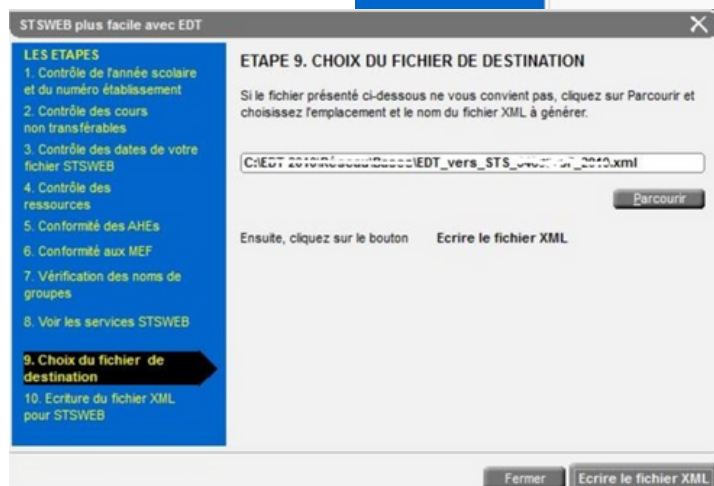 STSWEB plus facile avec EDT
LES ETAPES
1. Contrôle de l'année scolaire
et du numéro établissement
2. Contrôle des cours
non transférables
3. Contrôle des dates de votre
fichier STSWEB
4. Contrôle des
ressources
5. Conformité des AHEs
6. Conformité aux MEF
7. Vérification des noms de
groupes
8. Voir les services STSWEB
9. Choix du fichier de
destination
10. Ecriture du fichier XML
pour STSWEB
ETAPE 9. CHOIX DU FICHIER DE DESTINATION
Si le fichier présenté ci-dessous ne vous convient pas, cliquez sur Parcourir et
choisissez l'emplacement et le nom du fichier XML à générer.
Parcourir
Ensuite, cliquez sur le bouton Ecrire le fichier XML
Fermer Ecrire le fichier XML